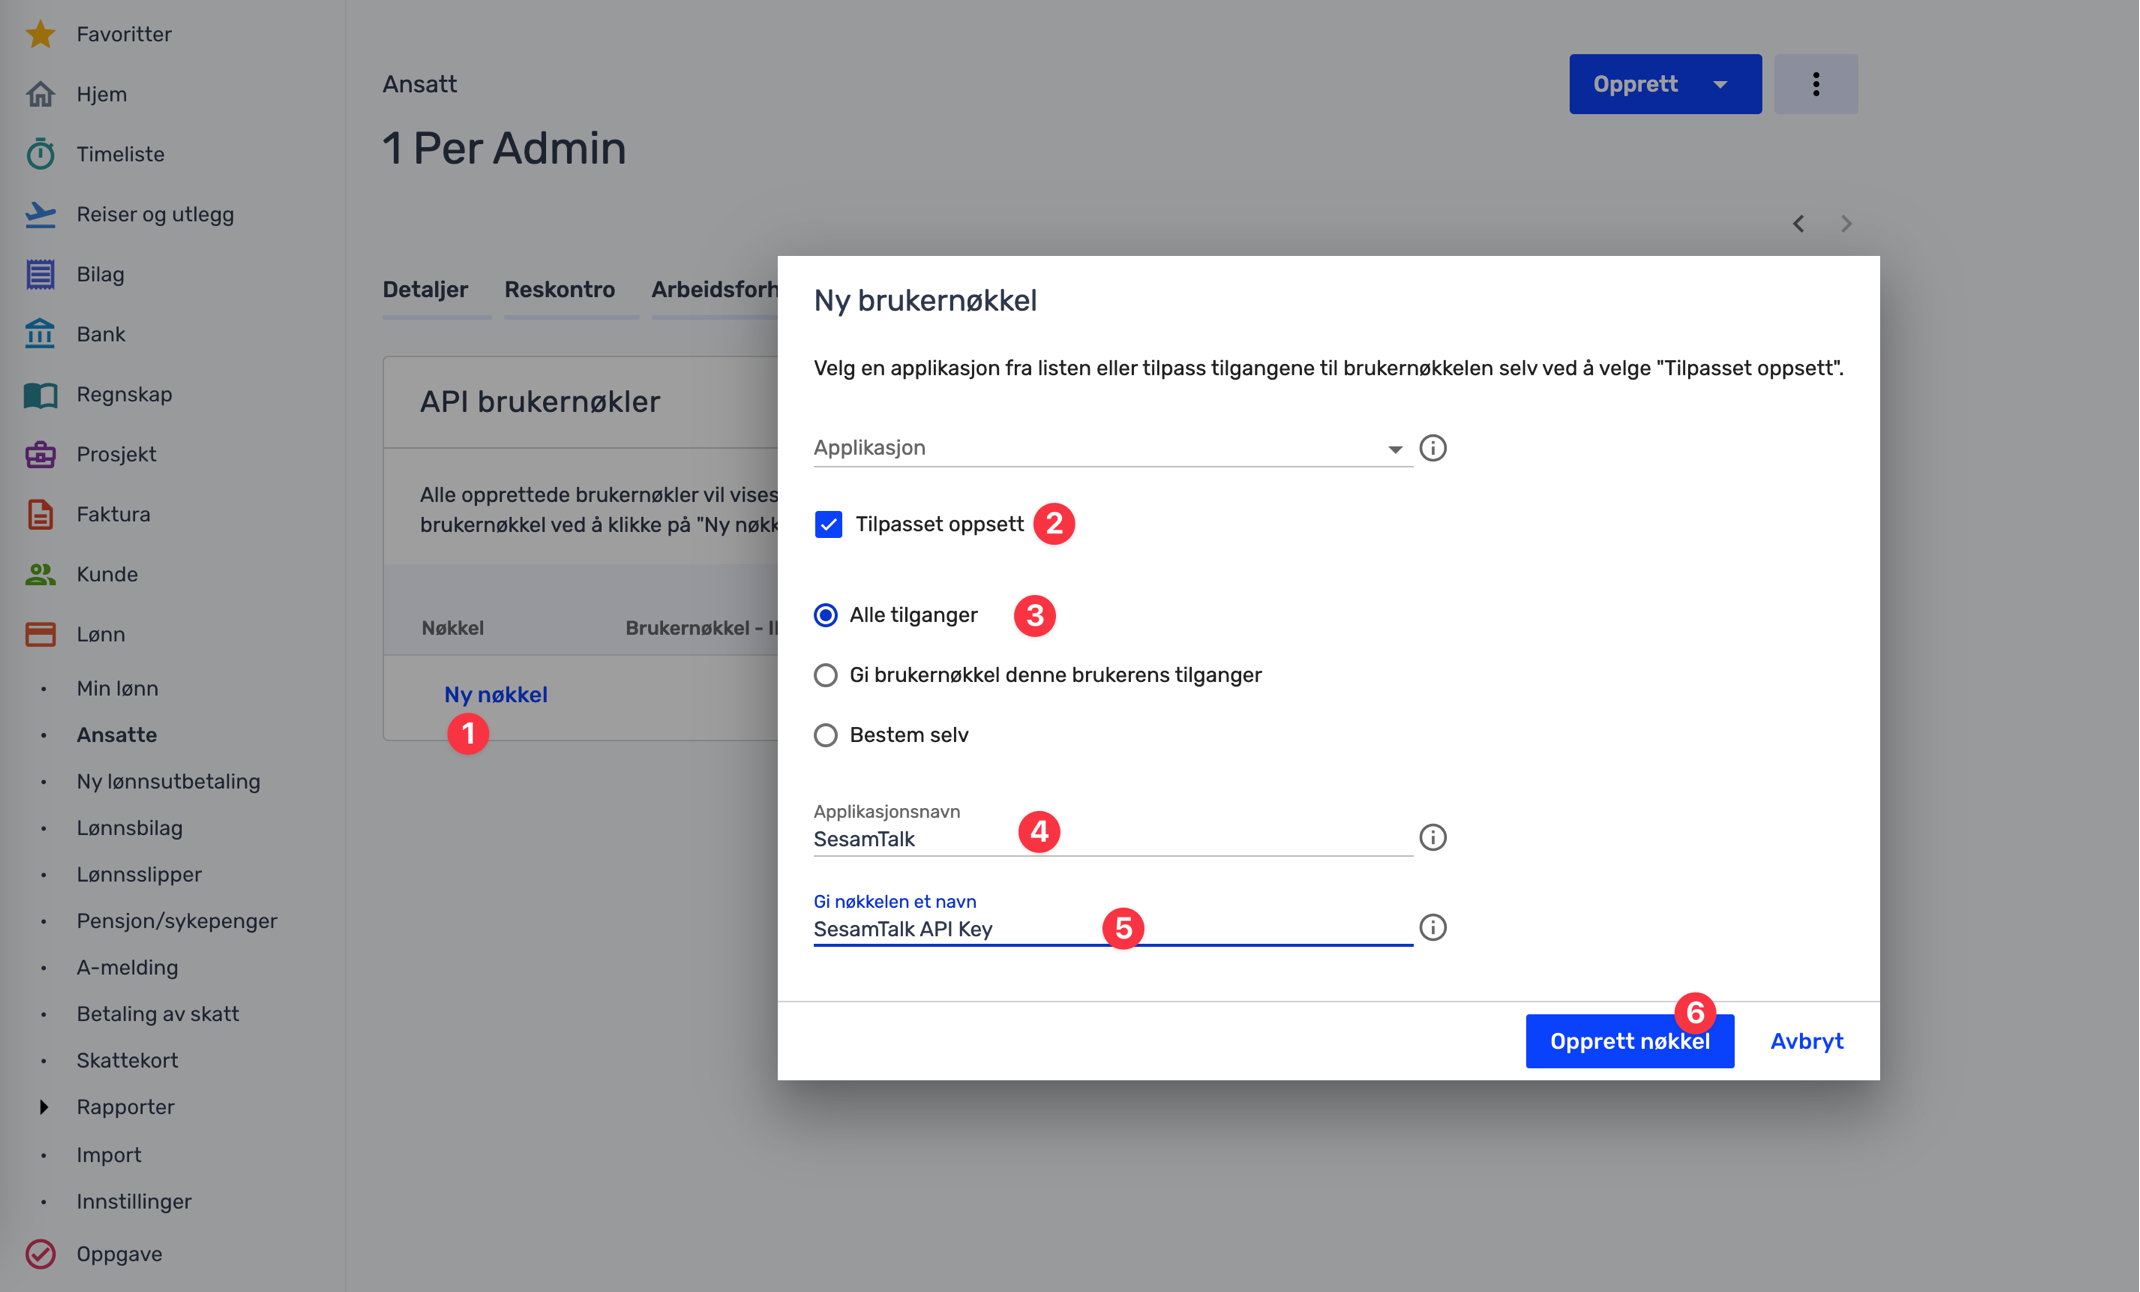 Favoritter
Hjem
Timeliste
Reiser og utlegg
Bilag
Bank
Regnskap
Prosjekt
Faktura
Kunde
Lønn
Min lønn
Ansatte
Ny lønnsutbetaling
Lønnsbilag
Lønnsslipper
Pensjon/sykepenger
A-melding
Betaling av skatt
Skattekort
Rapporter
Import
Innstillinger
Oppgave
Ansatt
1 Per Admin
Opprett
Detaljer Reskontro Arbeidsforh
API brukernøkler
Alle opprettede brukernøkler vil vises
brukernøkkel ved å klikke på "Ny nøkk
Nøkkel Brukernøkkel - I
Ny nøkkel
1
Ny brukernøkkel
Velg en applikasjon fra listen eller tilpass tilgangene til brukernøkkelen selv ved å velge "Tilpasset oppsett".
Applikasjon
Tilpasset oppsett 2
Alle tilganger 3
Gi brukernøkkel denne brukerens tilganger
Bestem selv
Applikasjonsnavn
SesamTalk 4
Gi nøkkelen et navn
SesamTalk API Key 5
6
Opprett nøkkel Avbryt